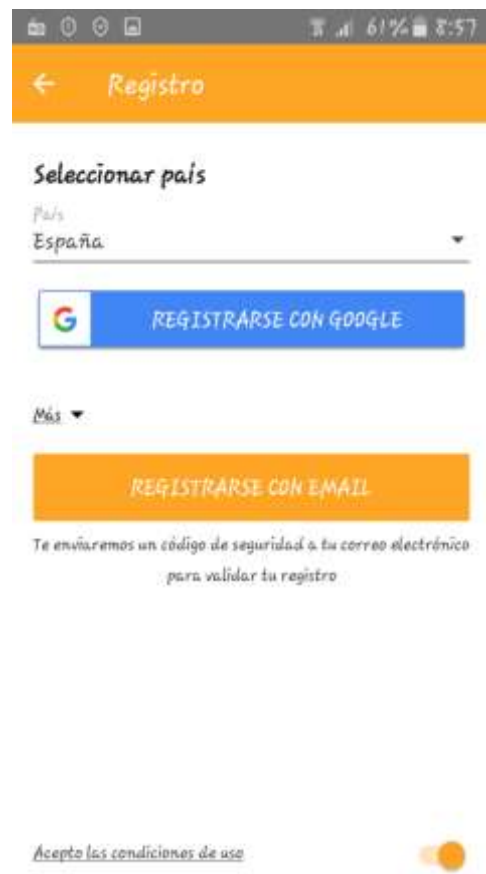 61% 8:57
Registro
Seleccionar país
País
España
REGISTRARSE CON GOOGLE
Más
REGISTRARSE CON EMAIL
Te enviaremos un código de seguridad a tu correo electrónico
para validar tu registro
Acepto las condiciones de uso